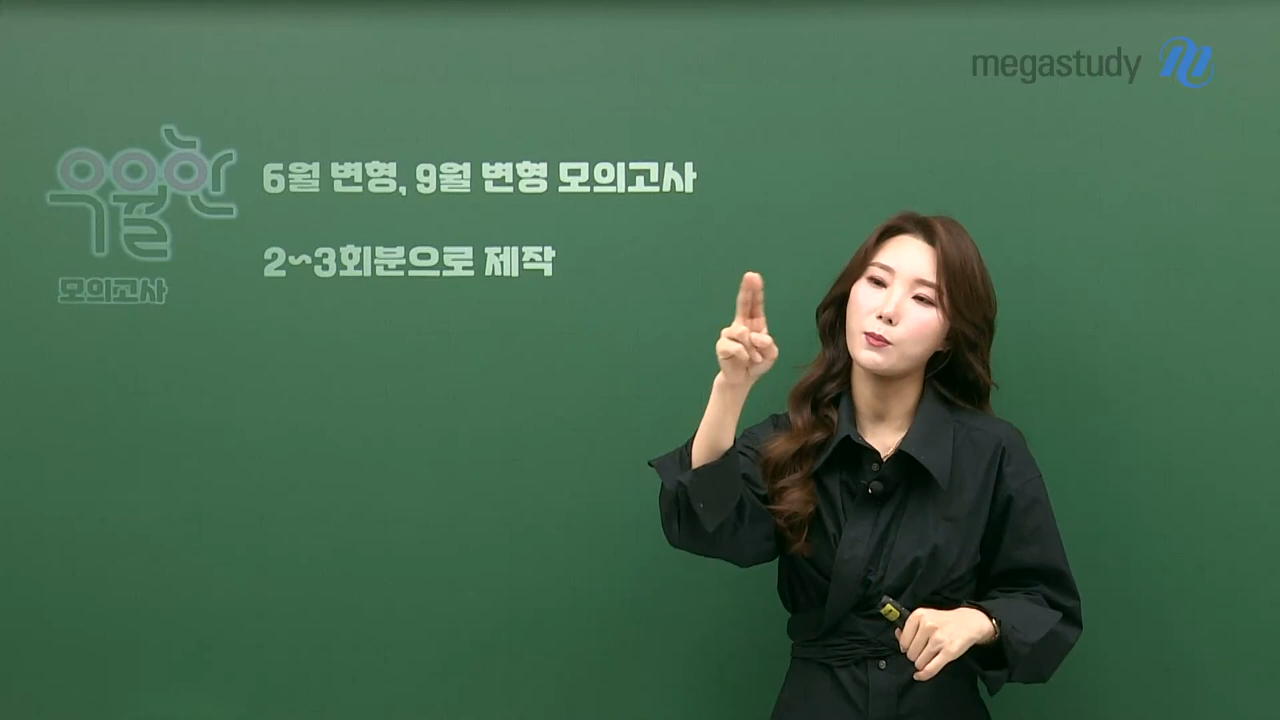 megastudy
우월한
모의고사
6월 변형, 9월 변형 모의고사
2~3회분으로 제작